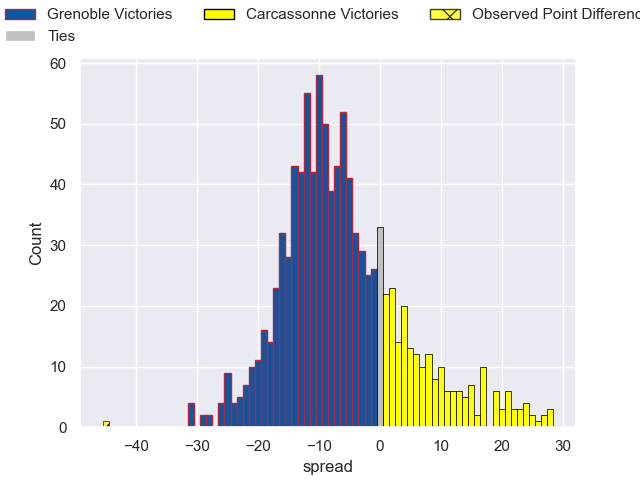 Grenoble Victories
Carcassonne Victories
Observed Point Differenc
Ties
60
50
40
30
20
10
0
Count
−40
−30
−20
−10
0
10
20
30
spread